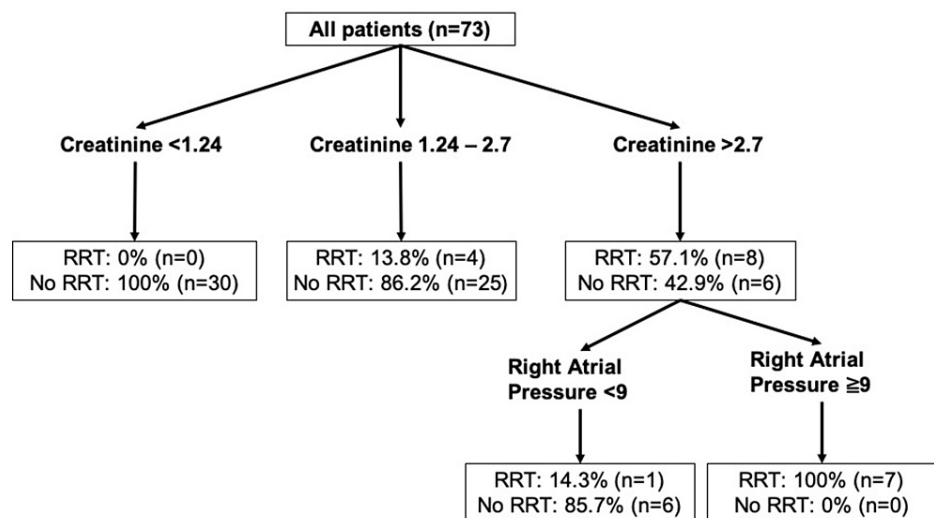 All patients (n=73)
Creatinine <1.24
Creatinine 1.24 – 2.7
Creatinine >2.7
RRT: 0% (n=0)
No RRT: 100% (n=30)
RRT: 13.8% (n=4)
No RRT: 86.2% (n=25)
RRT: 57.1% (n=8)
No RRT: 42.9% (n=6)
Right Atrial
Pressure <9
Right Atrial
Pressure ≧9
RRT: 14.3% (n=1)
No RRT: 85.7% (n=6)
RRT: 100% (n=7)
No RRT: 0% (n=0)